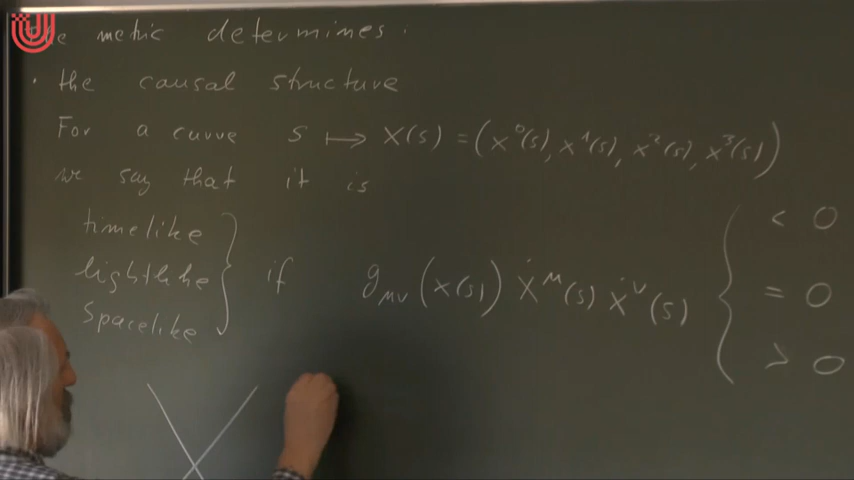 The metric determines:
• the causal structure
For a curve s ↦ X(s) = (x⁰(s), x¹(s), x²(s), x³(s))
we say that it is
timelike
lightlike
spacelike
} if g_μν (x(s)) ẋ^μ(s) ẋ^ν(s) {
< 0
= 0
> 0